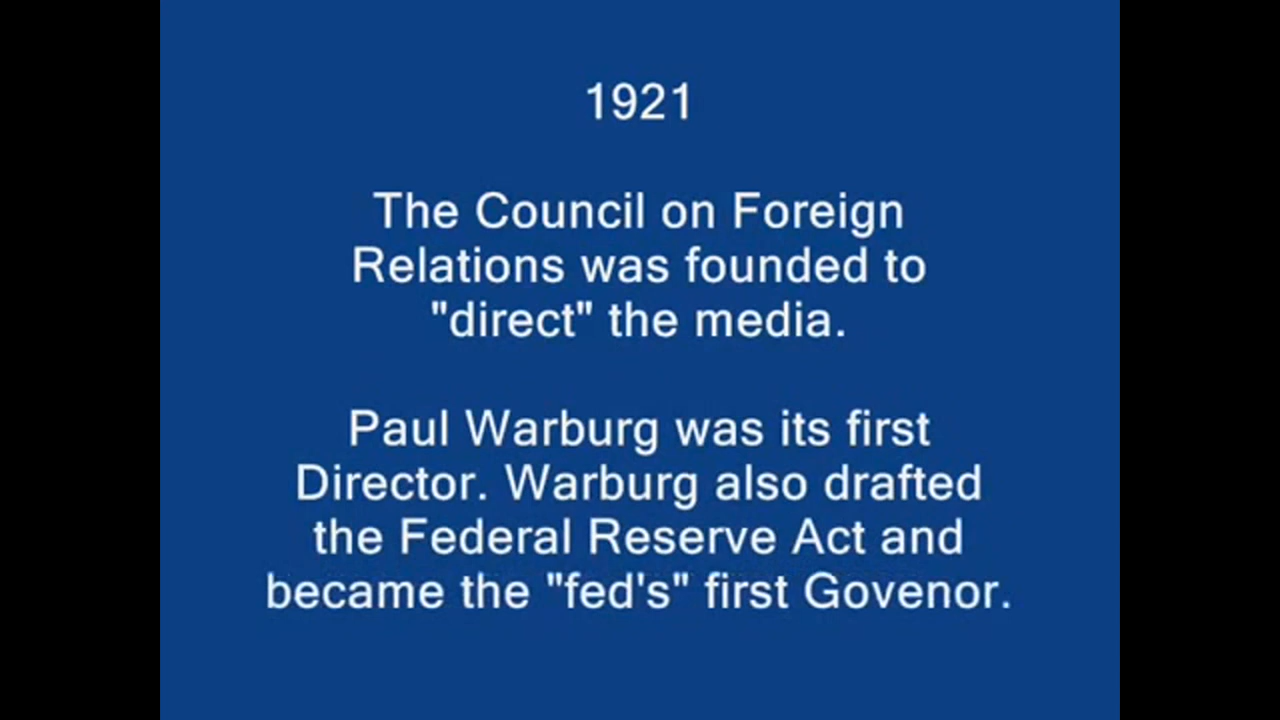 1921
The Council on Foreign
Relations was founded to
"direct" the media.
Paul Warburg was its first
Director. Warburg also drafted
the Federal Reserve Act and
became the "fed's" first Govenor.